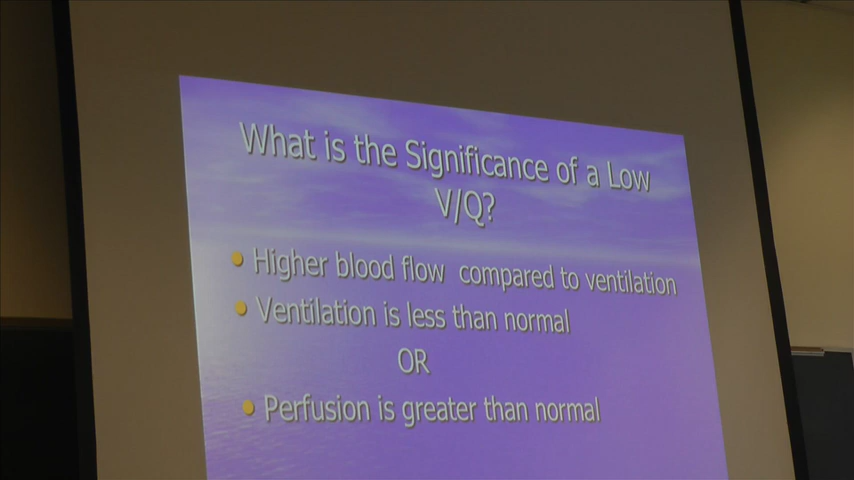 What is the Significance of a Low
V/Q?
Higher blood flow compared to ventilation
Ventilation is less than normal
OR
Perfusion is greater than normal